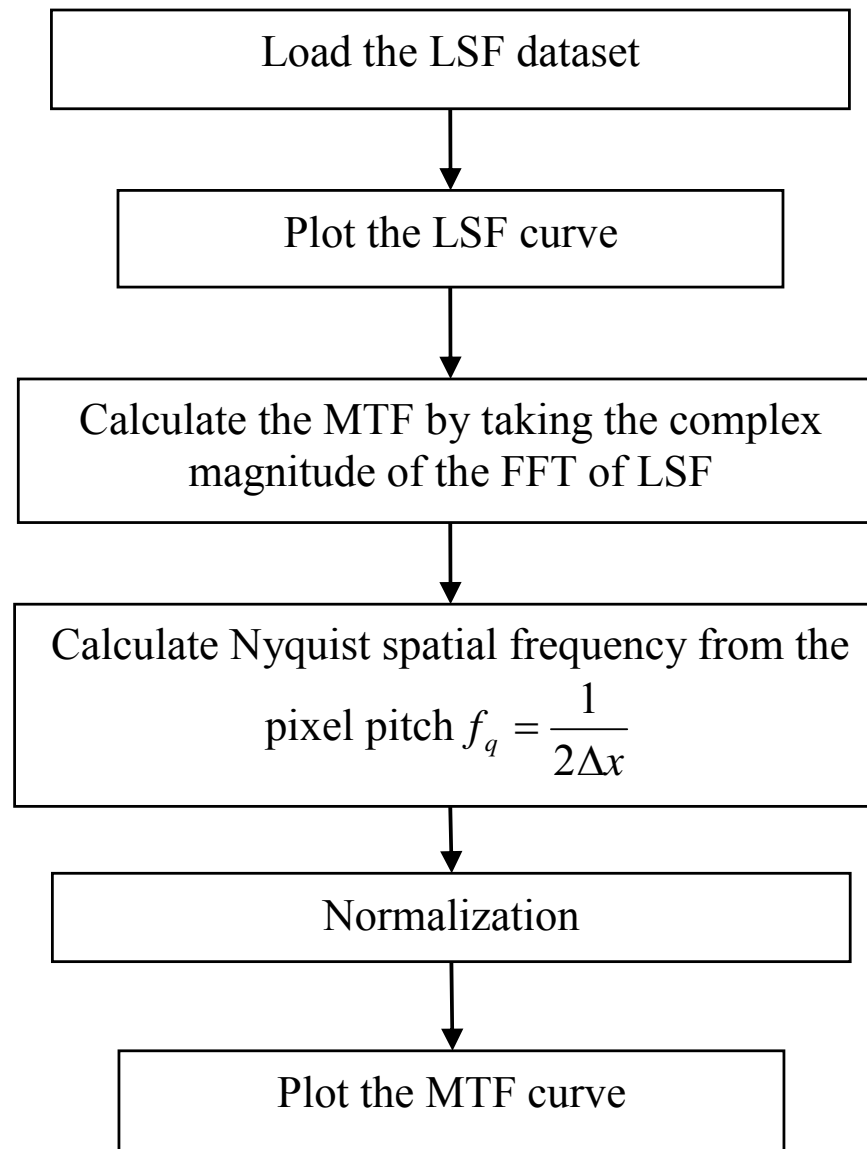 Load the LSF dataset
Plot the LSF curve
Calculate the MTF by taking the complex
magnitude of the FFT of LSF
Calculate Nyquist spatial frequency from the
pixel pitch f_q = 1/(2Δx)
Normalization
Plot the MTF curve